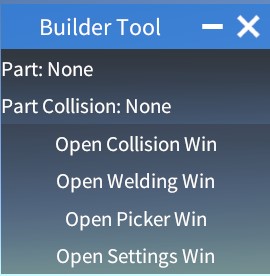 Builder Tool
Part: None
Part Collision: None
Open Collision Win
Open Welding Win
Open Picker Win
Open Settings Win